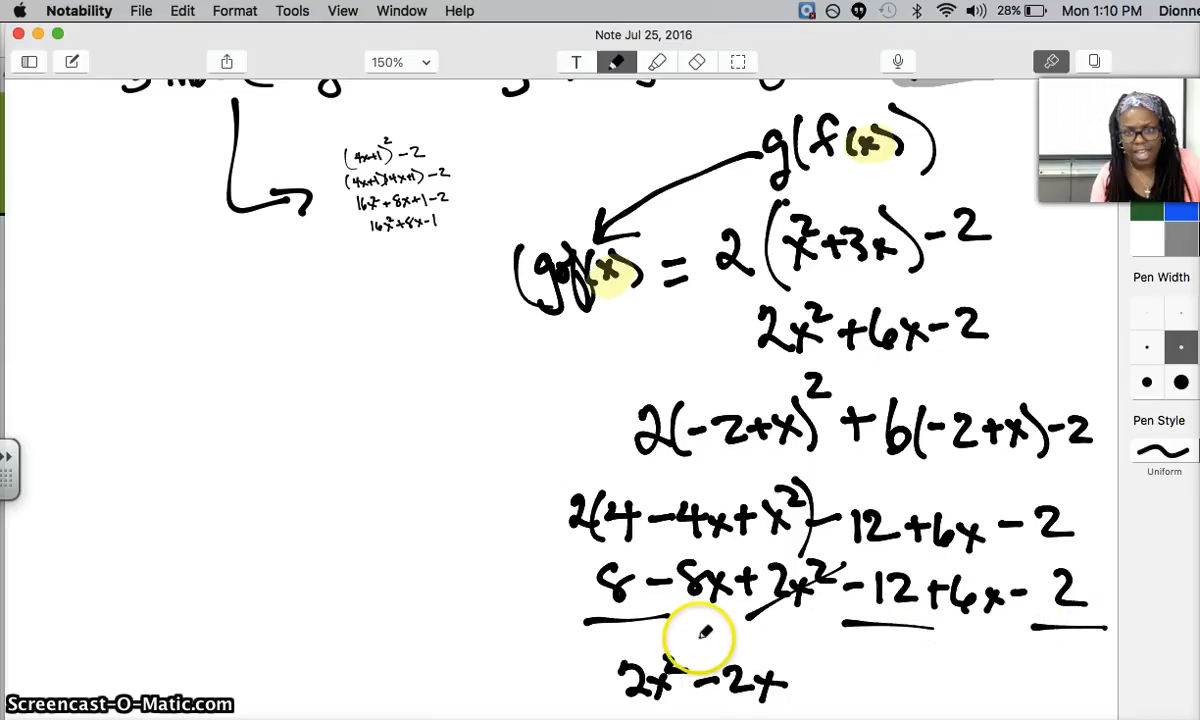 Notability File Edit Format Tools View Window Help 28% Mon 1:10 PM Dionne
Note Jul 25, 2016
150% T
g(f(x))
(4x+1)² - 2
(4x+1)(4x+1) - 2
16x² + 8x + 1 - 2
16x² + 8x - 1
(gof(x) = 2(x² + 3x) - 2
2x² + 6x - 2
2(-2+x)² + 6(-2+x) - 2
2(4 - 4x + x²) - 12 + 6x - 2
8 - 8x + 2x² - 12 + 6x - 2
2x² - 2x
Pen Width
Pen Style
Uniform
Screencast-O-Matic.com